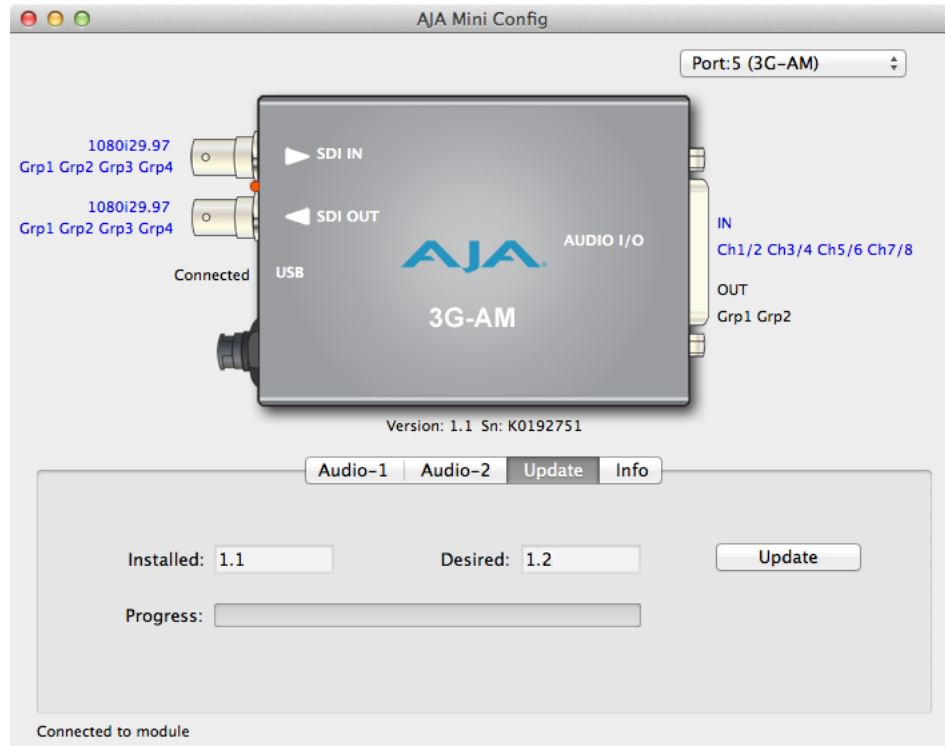 AJA Mini Config
Port:5 (3G-AM)
1080i29.97
Grp1 Grp2 Grp3 Grp4
SDI IN
1080i29.97
Grp1 Grp2 Grp3 Grp4
SDI OUT
Connected
USB
AJA
3G-AM
AUDIO I/O
IN
Ch1/2 Ch3/4 Ch5/6 Ch7/8
OUT
Grp1 Grp2
Version: 1.1 Sn: K0192751
Audio-1 Audio-2 Update Info
Installed: 1.1 Desired: 1.2 Update
Progress:
Connected to module